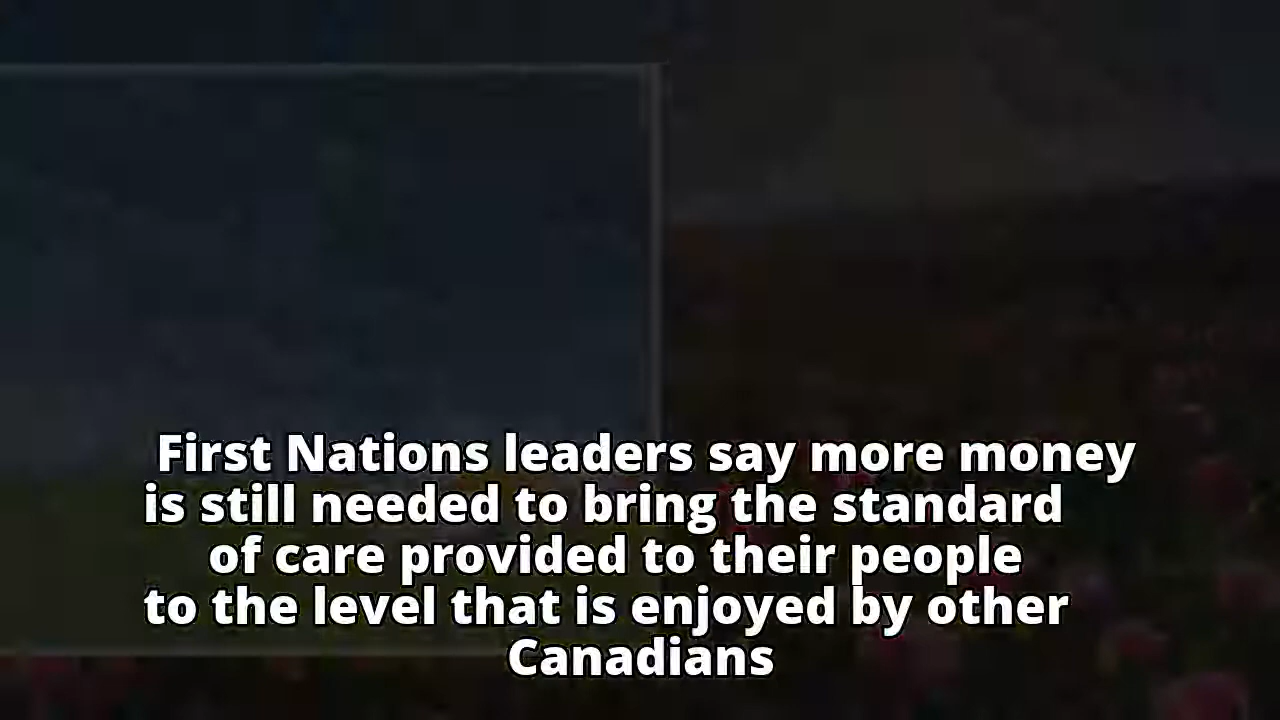 First Nations leaders say more money
is still needed to bring the standard
of care provided to their people
to the level that is enjoyed by other
Canadians